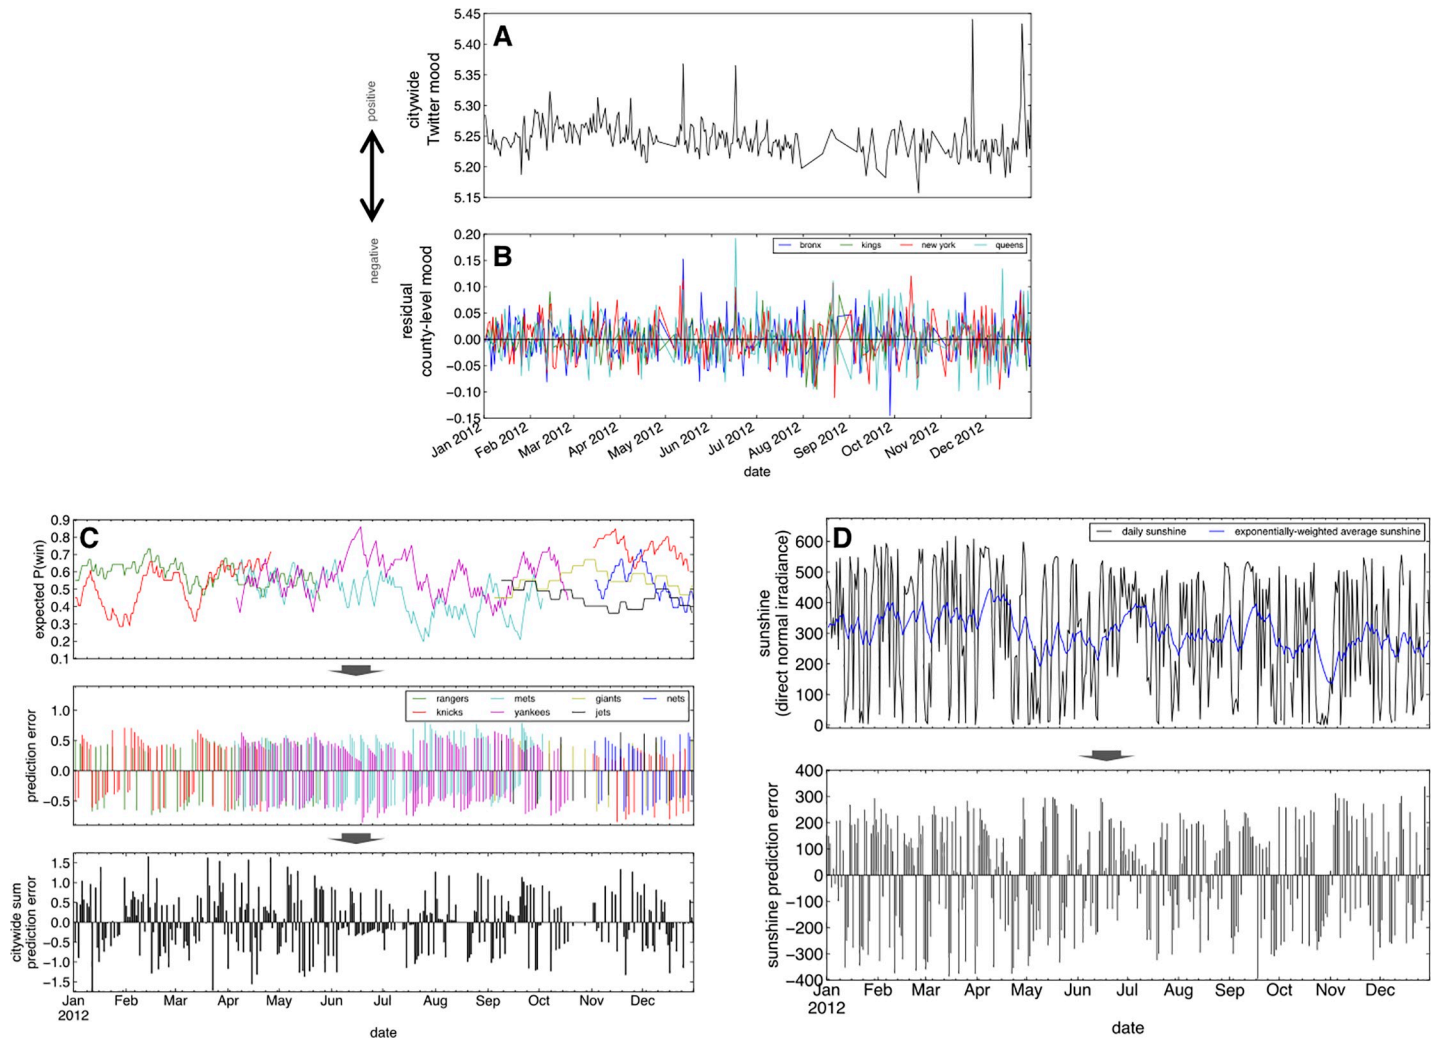 A
5.45
5.40
5.35
5.30
5.25
5.20
5.15
citywide
Twitter mood
positive
negative
B
bronx kings new york queens
0.20
0.15
0.10
0.05
0.00
−0.05
−0.10
−0.15
residual
county-level mood
Jan 2012 Feb 2012 Mar 2012 Apr 2012 May 2012 Jun 2012 Jul 2012 Aug 2012 Sep 2012 Oct 2012 Nov 2012 Dec 2012
date
C
0.9
0.8
0.7
0.6
0.5
0.4
0.3
0.2
0.1
expected P(win)
rangers mets giants nets
knicks yankees jets
1.0
0.5
0.0
−0.5
prediction error
1.5
1.0
0.5
0.0
−0.5
−1.0
−1.5
citywide sum
prediction error
Jan Feb Mar Apr May Jun Jul Aug Sep Oct Nov Dec
2012
date
D
daily sunshine exponentially-weighted average sunshine
600
500
400
300
200
100
0
sunshine
(direct normal irradiance)
400
300
200
100
0
−100
−200
−300
−400
sunshine prediction error
Jan Feb Mar Apr May Jun Jul Aug Sep Oct Nov Dec
2012
date